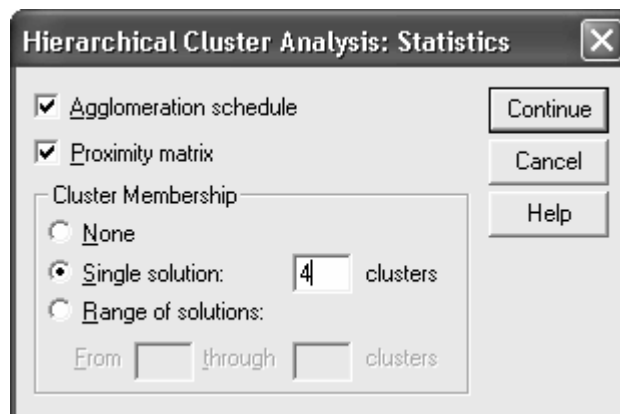 Hierarchical Cluster Analysis: Statistics
Agglomeration schedule
Continue
Proximity matrix
Cancel
Cluster Membership
Help
None
Single solution: 4 clusters
Range of solutions:
From through clusters